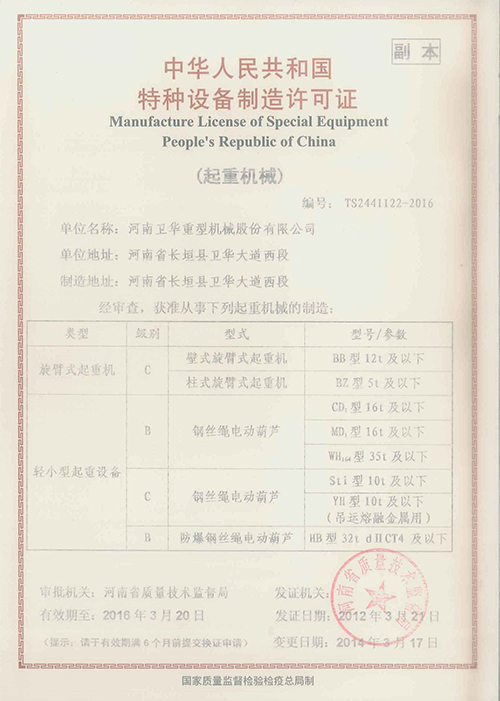 副 本
中华人民共和国
特种设备制造许可证
Manufacture License of Special Equipment
People's Republic of China
(起重机械)
编号: TS2441122-2016
单位名称: 河南卫华重型机械股份有限公司
单位地址: 河南省长垣县卫华大道西段
制造地址: 河南省长垣县卫华大道西段
经审查, 获准从事下列起重机械的制造:
类型 级别 型式 型号/参数
旋臂式起重机 C 壁式旋臂式起重机 BB 型 12t 及以下
柱式旋臂式起重机 BZ 型 5t 及以下
轻小型起重设备 B 钢丝绳电动葫芦 CD₁ 型 16t 及以下
MD₁ 型 16t 及以下
型 35t 及以下
C 钢丝绳电动葫芦 Sti 型 10t 及以下
YH 型 10t 及以下
(吊运熔融金属用)
B 防爆钢丝绳电动葫芦 HB 型 32t dⅡCT4 及以下
审批机关: 河南省质量技术监督局 发证机关:
有效期至: 2016 年 3 月 20 日 发证日期: 2012 年 3 月 21 日
(提示: 请于有效期满 6 个月前提交换证申请) 变更日期: 2014 年 3 月 17 日
河南省质量技术监督局
国家质量监督检验检疫总局制